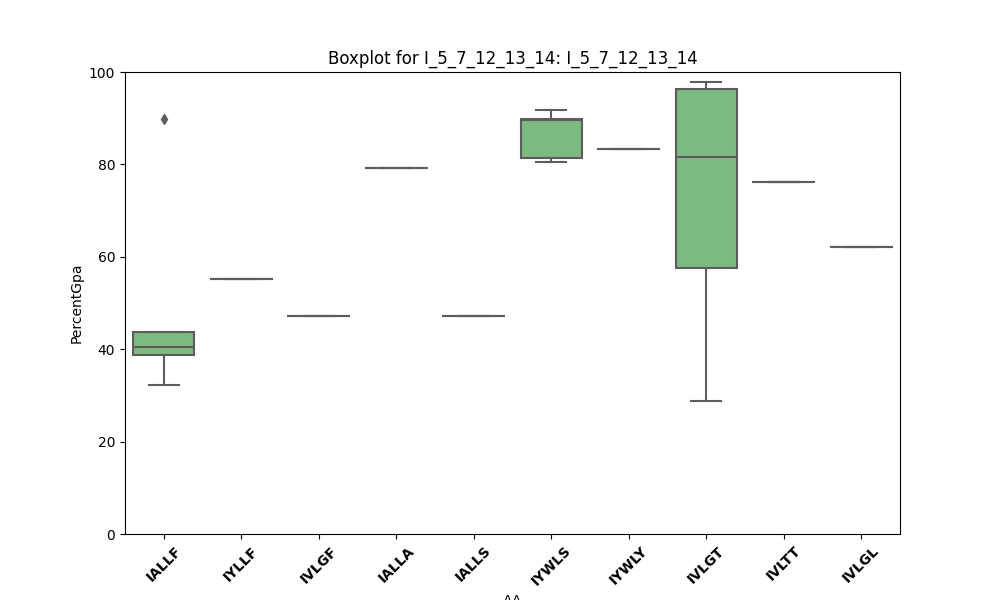 Boxplot for I_5_7_12_13_14: I_5_7_12_13_14
100
80
60
40
20
0
PercentGpa
IALLF
IYLLF
IVLGF
IALLA
IALLS
IYWLS
IYWLY
IVLGT
IVLTT
IVLGL
AA